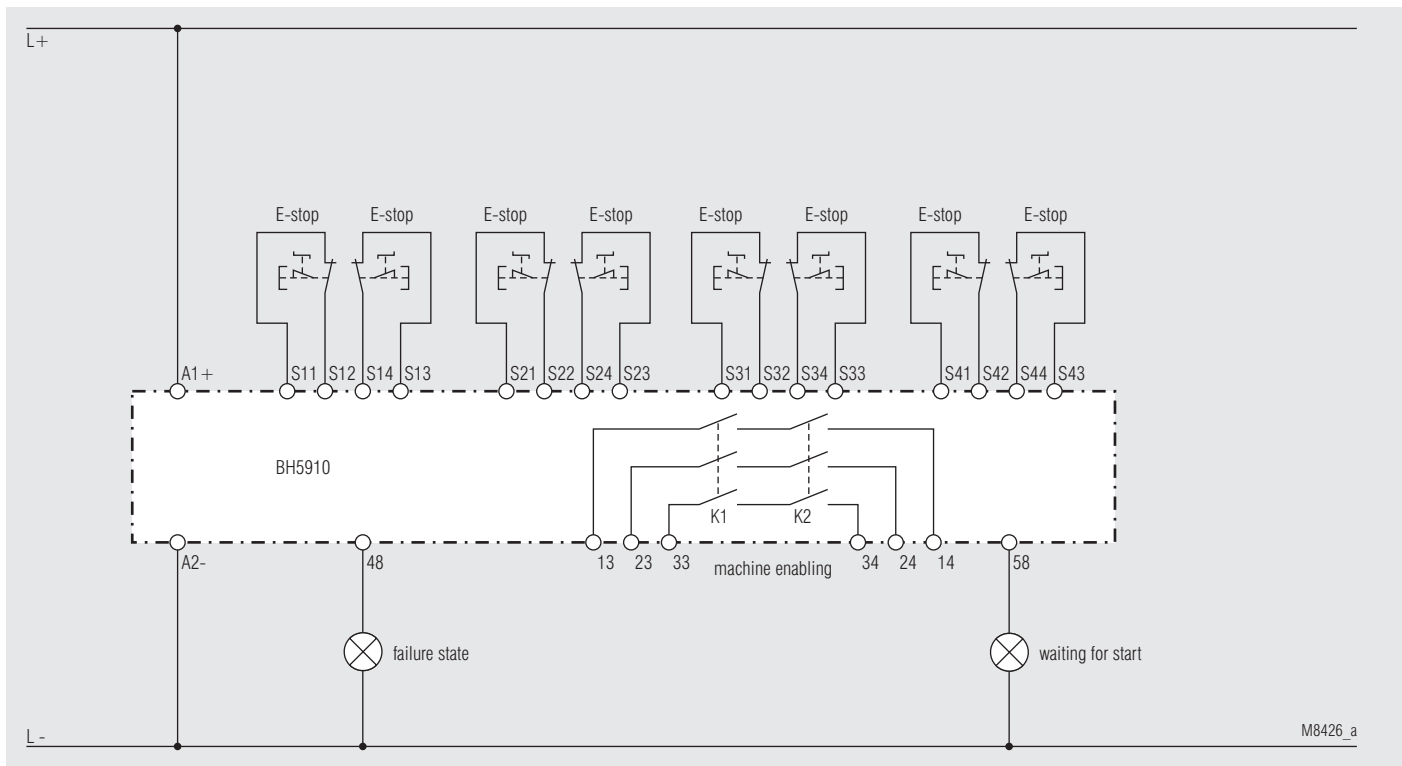 L+
E-stop E-stop E-stop E-stop E-stop E-stop E-stop E-stop
A1+ S11 S12 S14 S13 S21 S22 S24 S23 S31 S32 S34 S33 S41 S42 S44 S43
BH5910
K1 K2
A2- 48 13 23 33 machine enabling 34 24 14 58
failure state waiting for start
L - M8426_a